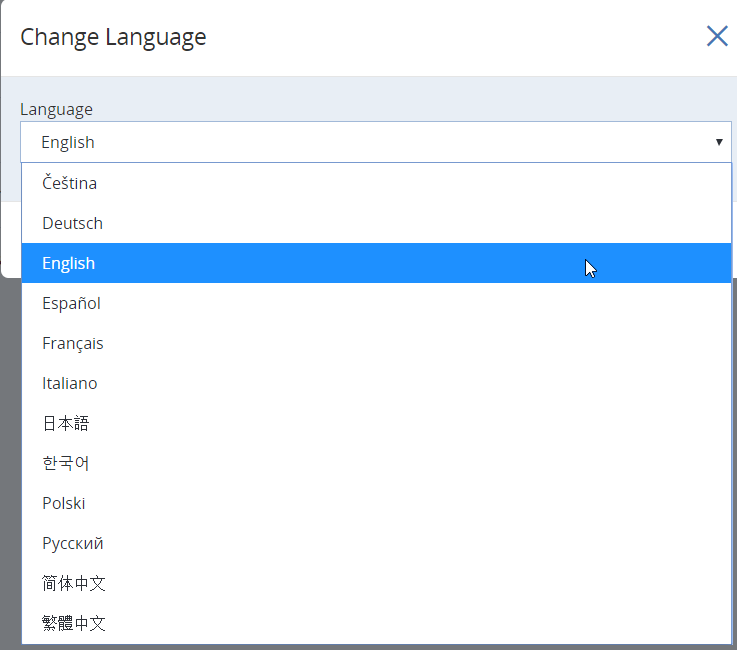 Change Language
Language
English
Čeština
Deutsch
English
Español
Français
Italiano
日本語
한국어
Polski
Русский
简体中文
繁體中文